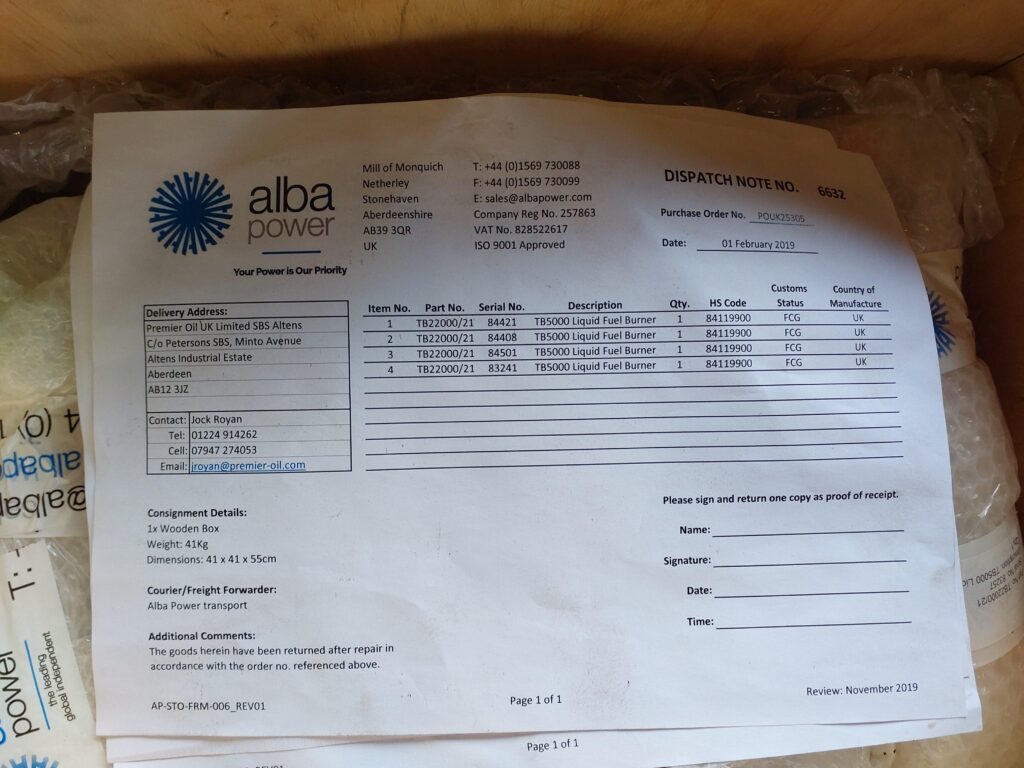 alba
power
Your Power is Our Priority
Mill of Monquich
Netherley
Stonehaven
Aberdeenshire
AB39 3QR
UK
T: +44 (0)1569 730088
F: +44 (0)1569 730099
E: sales@albapower.com
Company Reg No. 257863
VAT No. 828522617
ISO 9001 Approved
DISPATCH NOTE NO. 6632
Purchase Order No. POUK25305
Date: 01 February 2019
Delivery Address:
Premier Oil UK Limited SBS Altens
C/o Petersons SBS, Minto Avenue
Altens Industrial Estate
Aberdeen
AB12 3JZ
Contact: Jock Royan
Tel: 01224 914262
Cell: 07947 274053
Email: jroyan@premier-oil.com
Item No. Part No. Serial No. Description Qty. HS Code Customs Status Country of Manufacture
1 TB22000/21 84421 TB5000 Liquid Fuel Burner 1 84119900 FCG UK
2 TB22000/21 84408 TB5000 Liquid Fuel Burner 1 84119900 FCG UK
3 TB22000/21 84501 TB5000 Liquid Fuel Burner 1 84119900 FCG UK
4 TB22000/21 83241 TB5000 Liquid Fuel Burner 1 84119900 FCG UK
Consignment Details:
1x Wooden Box
Weight: 41Kg
Dimensions: 41 x 41 x 55cm
Courier/Freight Forwarder:
Alba Power transport
Additional Comments:
The goods herein have been returned after repair in
accordance with the order no. referenced above.
Please sign and return one copy as proof of receipt.
Name:
Signature:
Date:
Time:
AP-STO-FRM-006_REV01
Page 1 of 1
Review: November 2019
Page 1 of 1
4 (0)
albapo
@albap
T:
power
the leading
global independent
TB22000/21
83257
TB5000 Liq